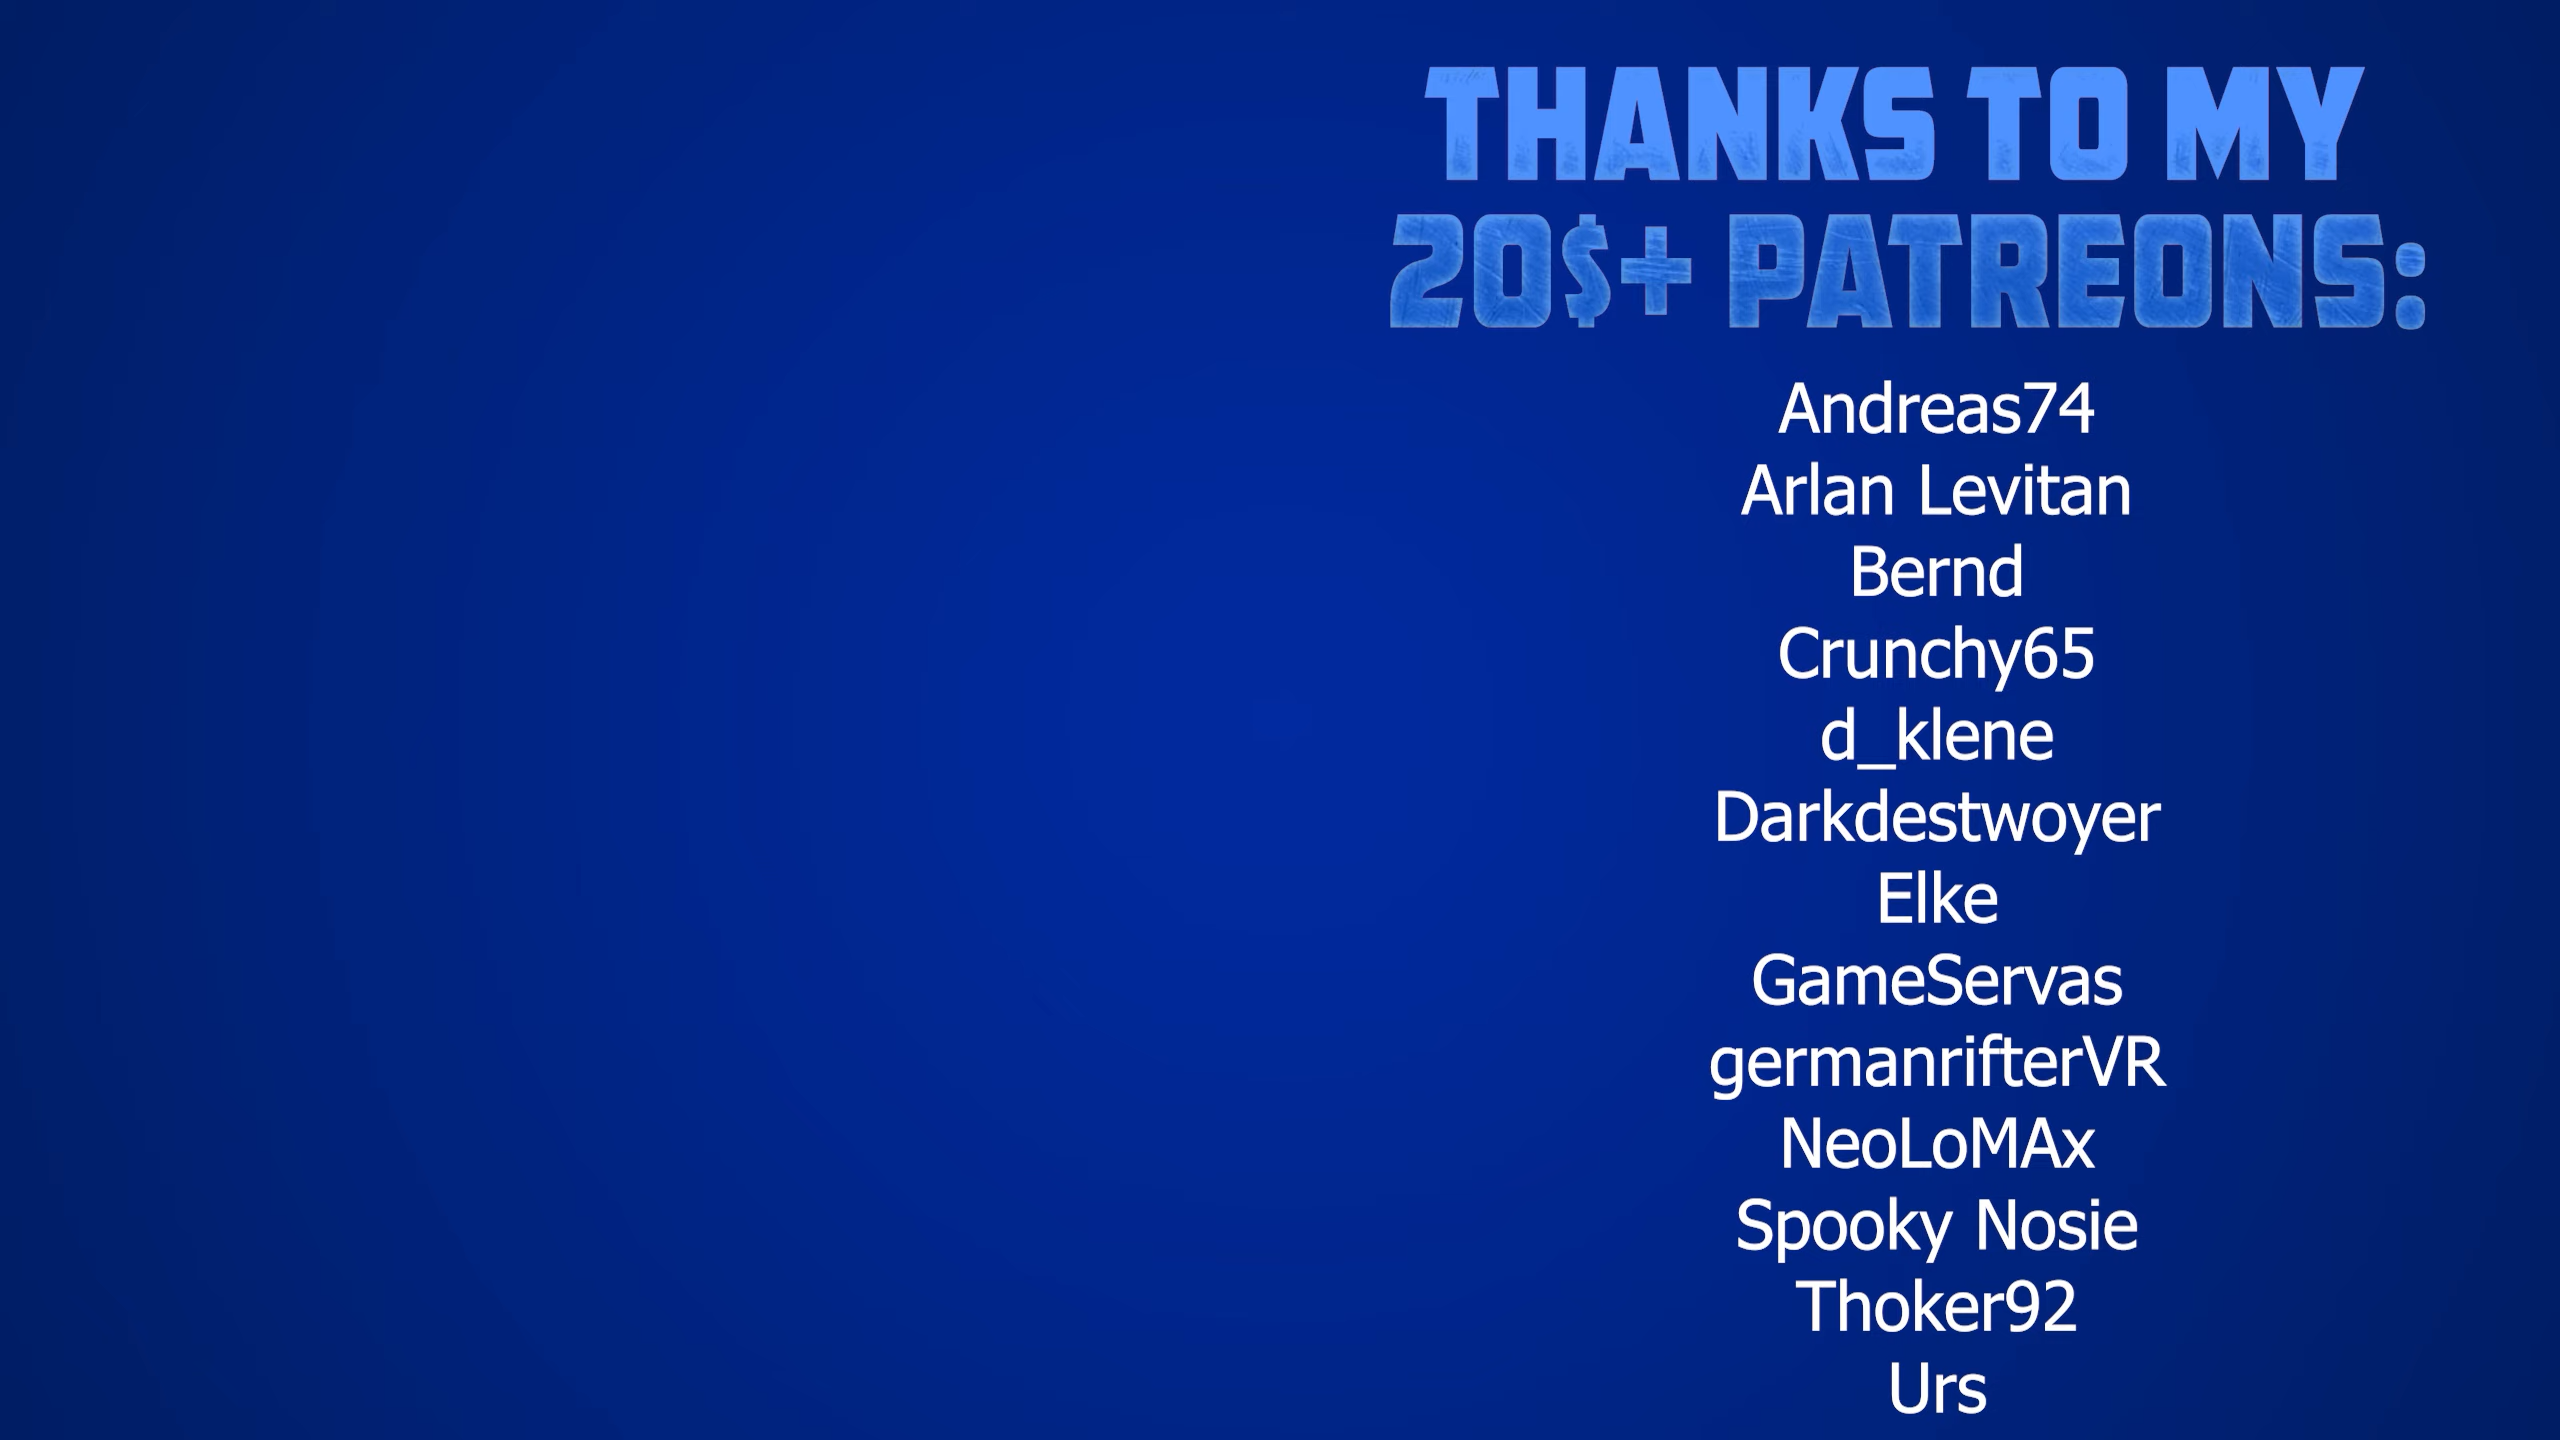 THANKS TO MY
20$+ PATREONS:
Andreas74
Arlan Levitan
Bernd
Crunchy65
d_klene
Darkdestwoyer
Elke
GameServas
germanrifterVR
NeoLoMAx
Spooky Nosie
Thoker92
Urs